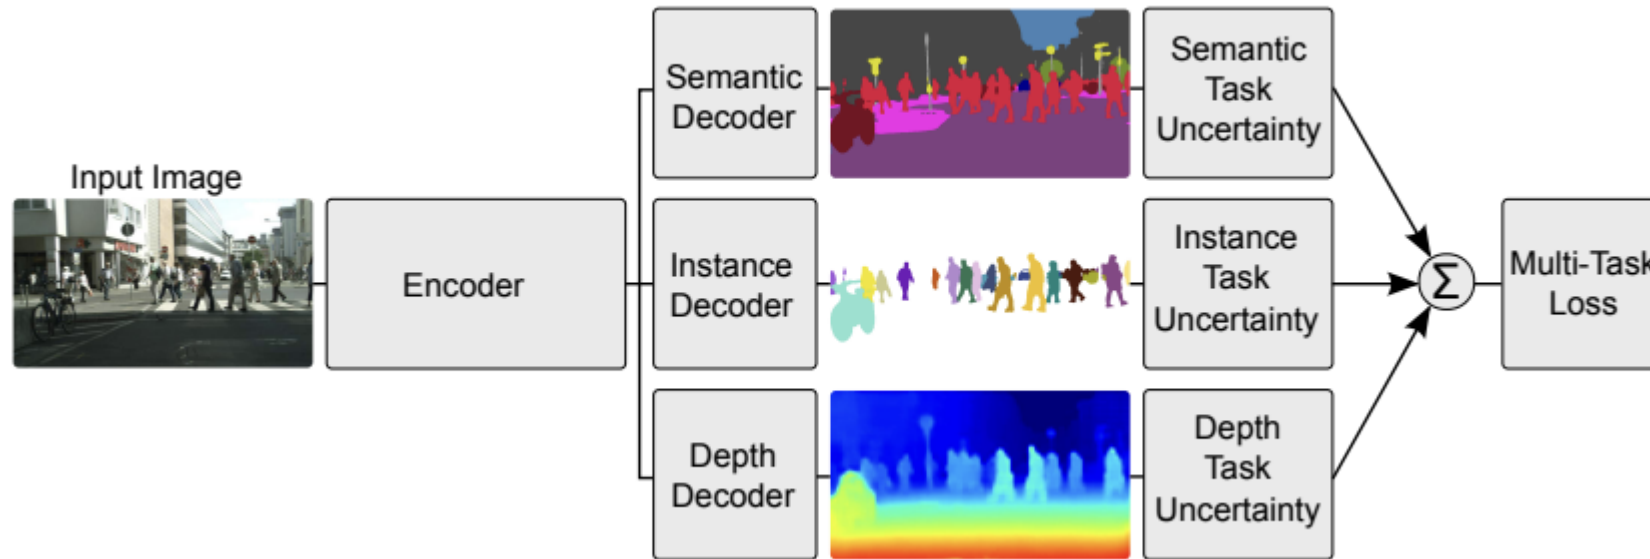 Input Image
Encoder
Semantic
Decoder
Instance
Decoder
Depth
Decoder
Semantic
Task
Uncertainty
Instance
Task
Uncertainty
Depth
Task
Uncertainty
Σ
Multi-Task
Loss